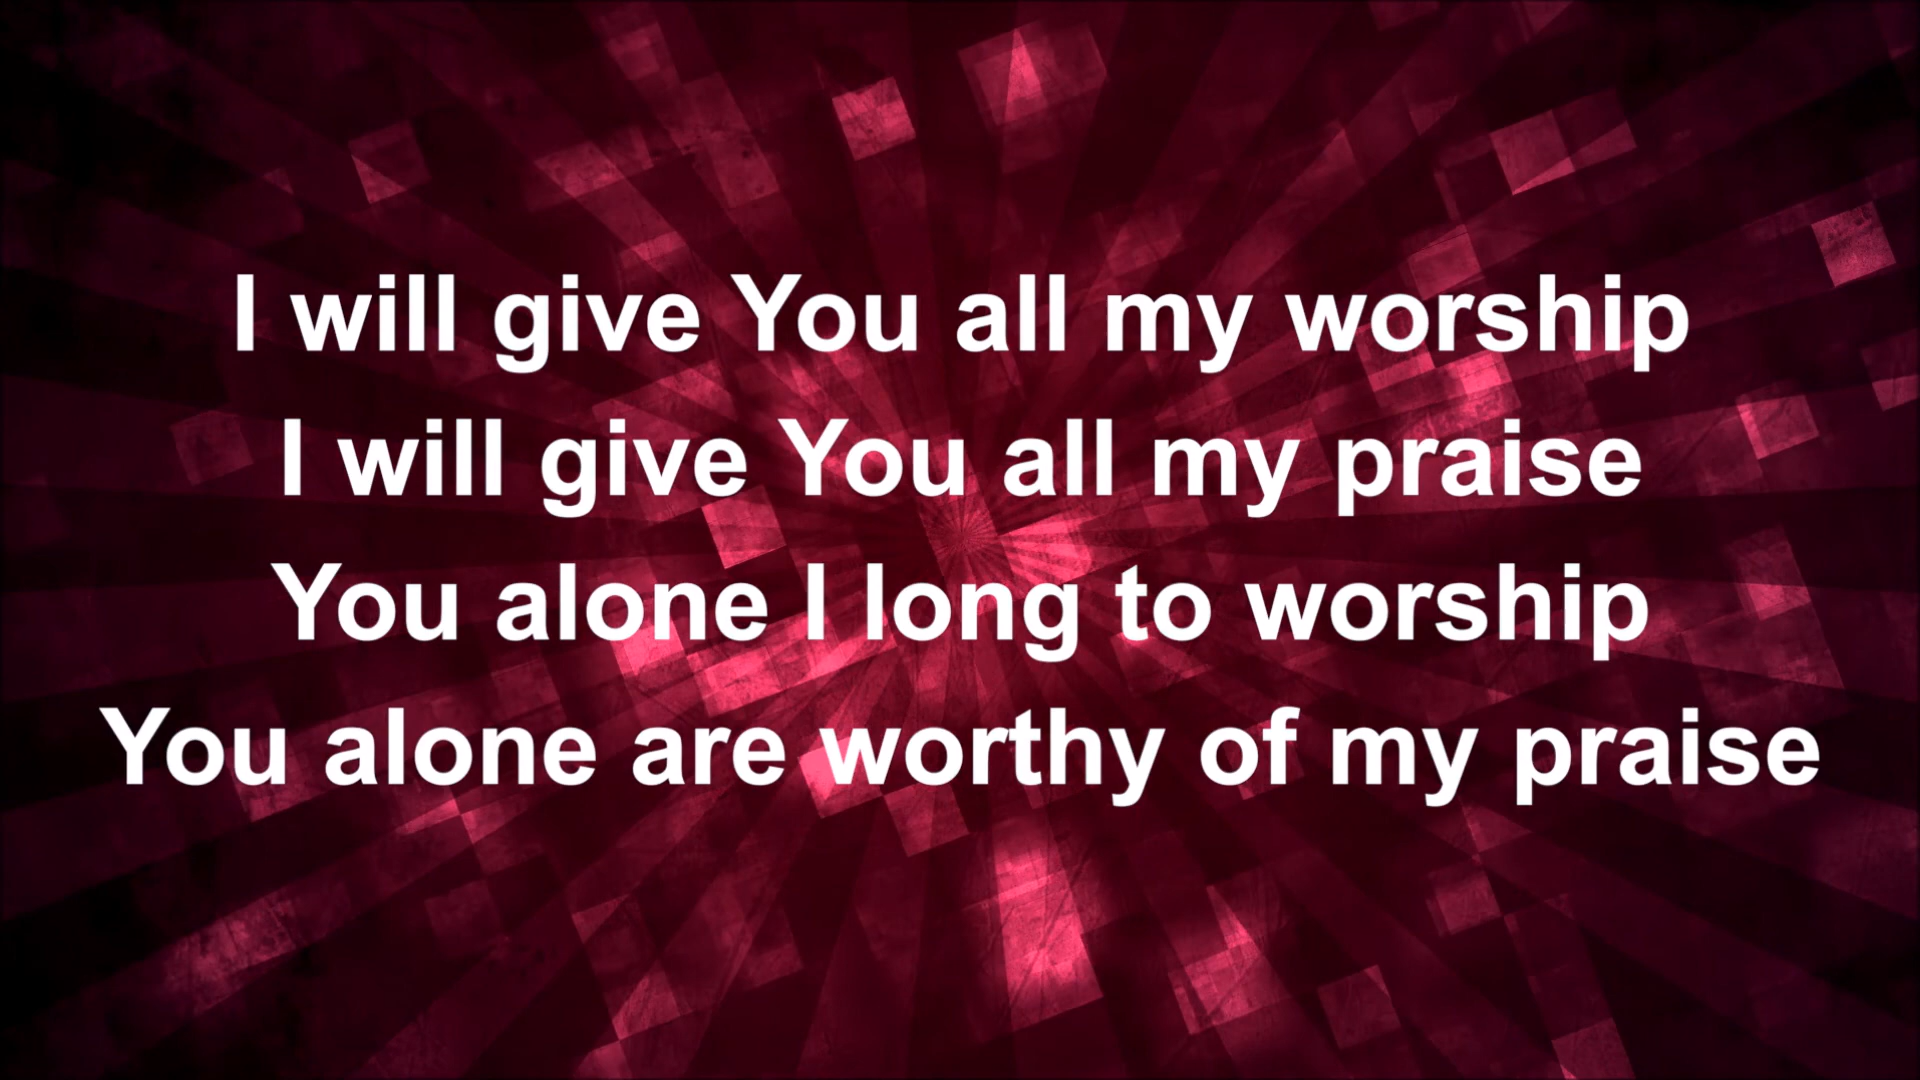 I will give You all my worship
I will give You all my praise
You alone I long to worship
You alone are worthy of my praise